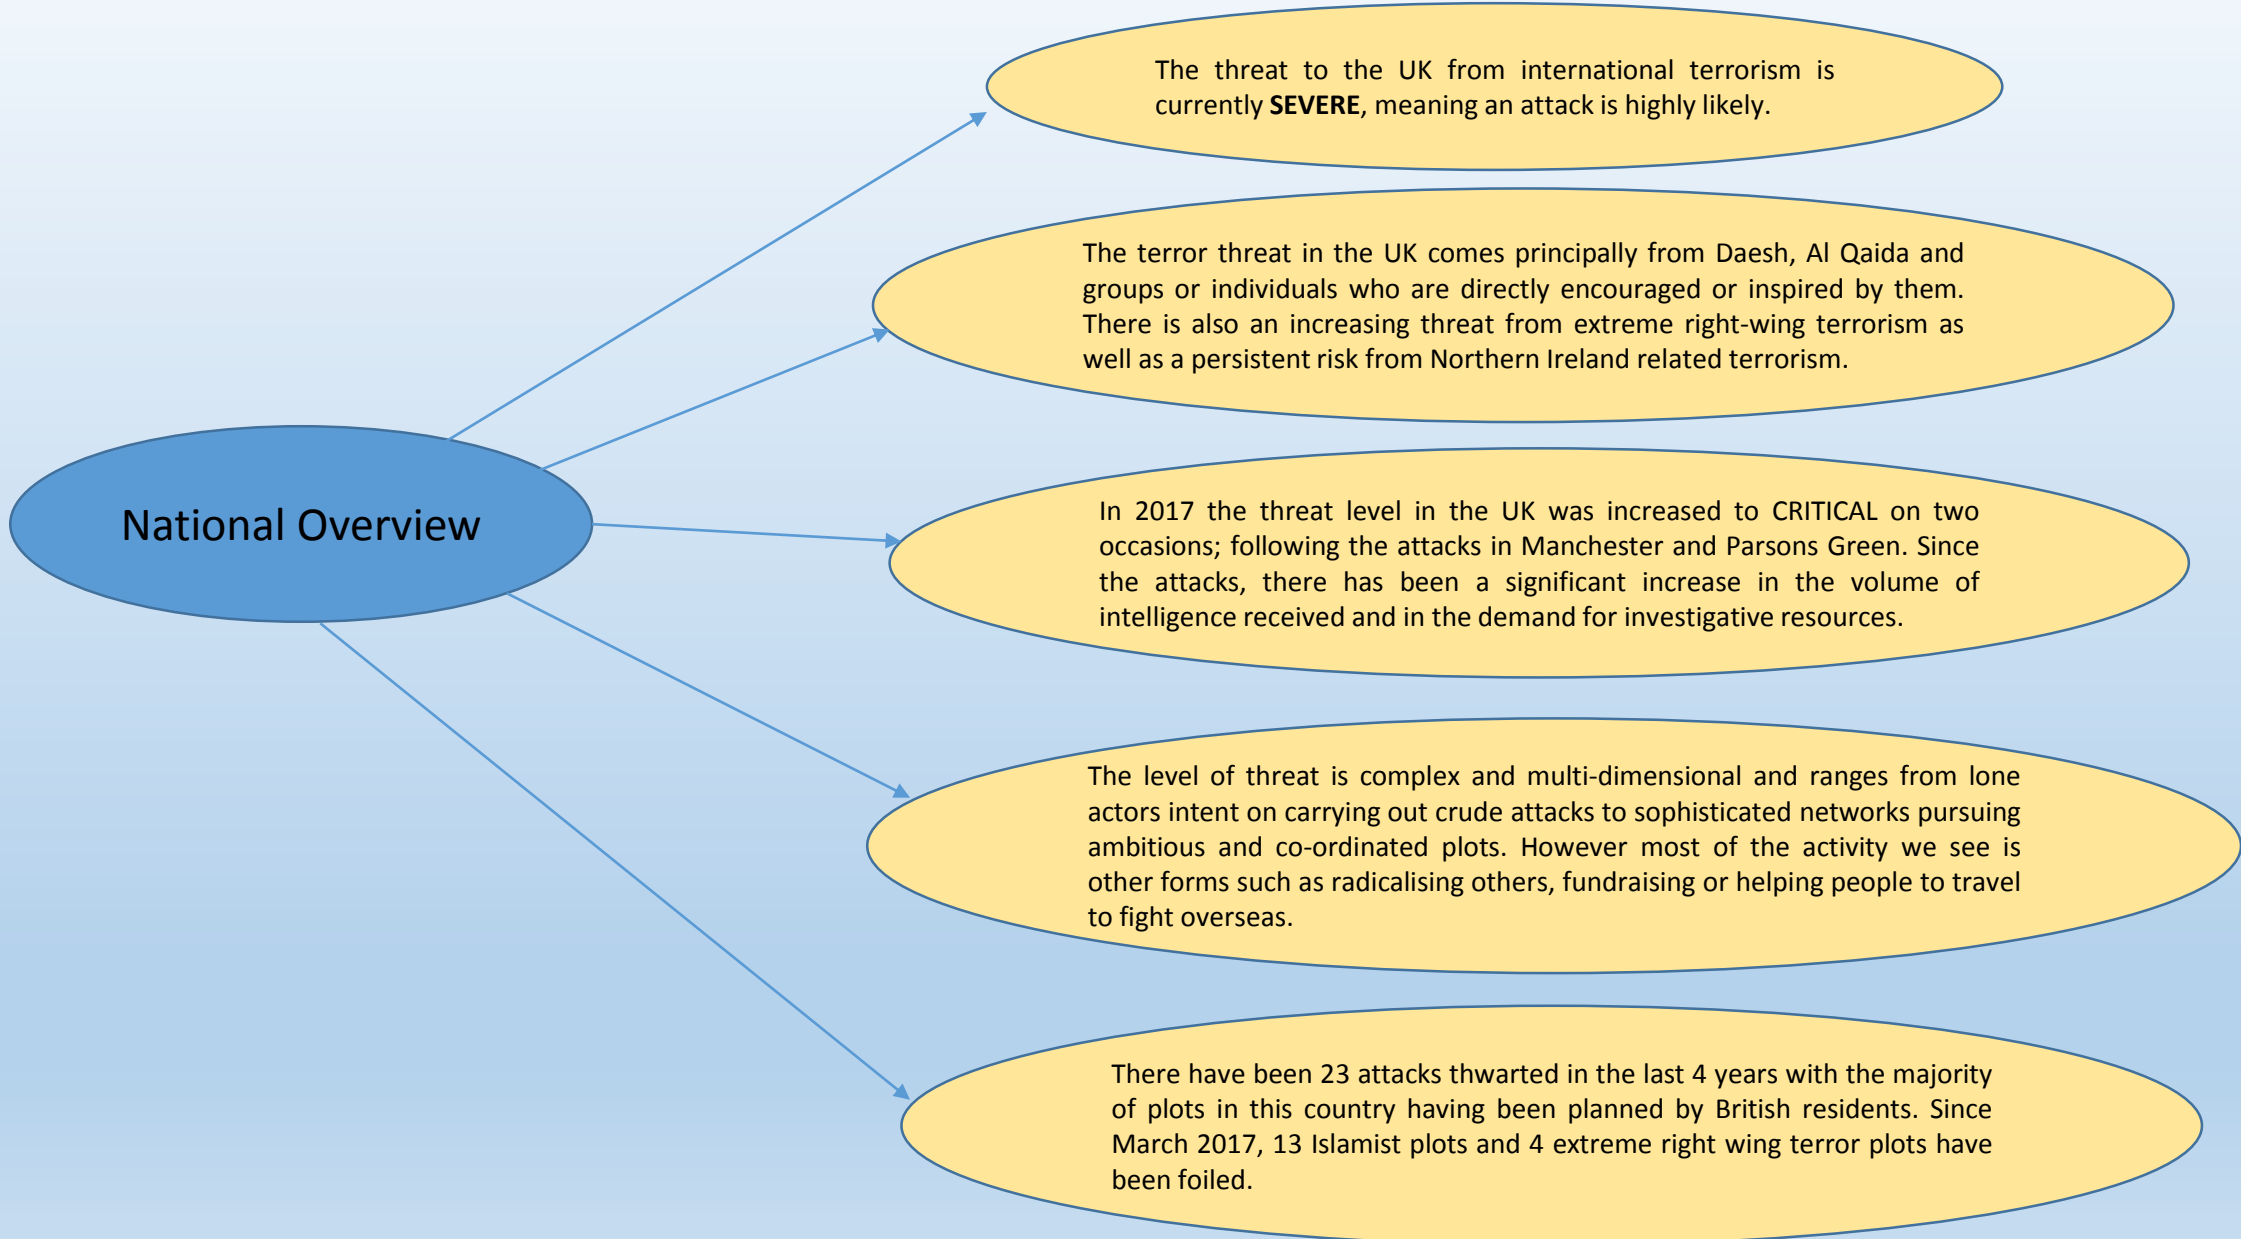 The threat to the UK from international terrorism is
currently SEVERE, meaning an attack is highly likely.
The terror threat in the UK comes principally from Daesh, Al Qaida and
groups or individuals who are directly encouraged or inspired by them.
There is also an increasing threat from extreme right-wing terrorism as
well as a persistent risk from Northern Ireland related terrorism.
National Overview
In 2017 the threat level in the UK was increased to CRITICAL on two
occasions; following the attacks in Manchester and Parsons Green. Since
the attacks, there has been a significant increase in the volume of
intelligence received and in the demand for investigative resources.
The level of threat is complex and multi-dimensional and ranges from lone
actors intent on carrying out crude attacks to sophisticated networks pursuing
ambitious and co-ordinated plots. However most of the activity we see is
other forms such as radicalising others, fundraising or helping people to travel
to fight overseas.
There have been 23 attacks thwarted in the last 4 years with the majority
of plots in this country having been planned by British residents. Since
March 2017, 13 Islamist plots and 4 extreme right wing terror plots have
been foiled.